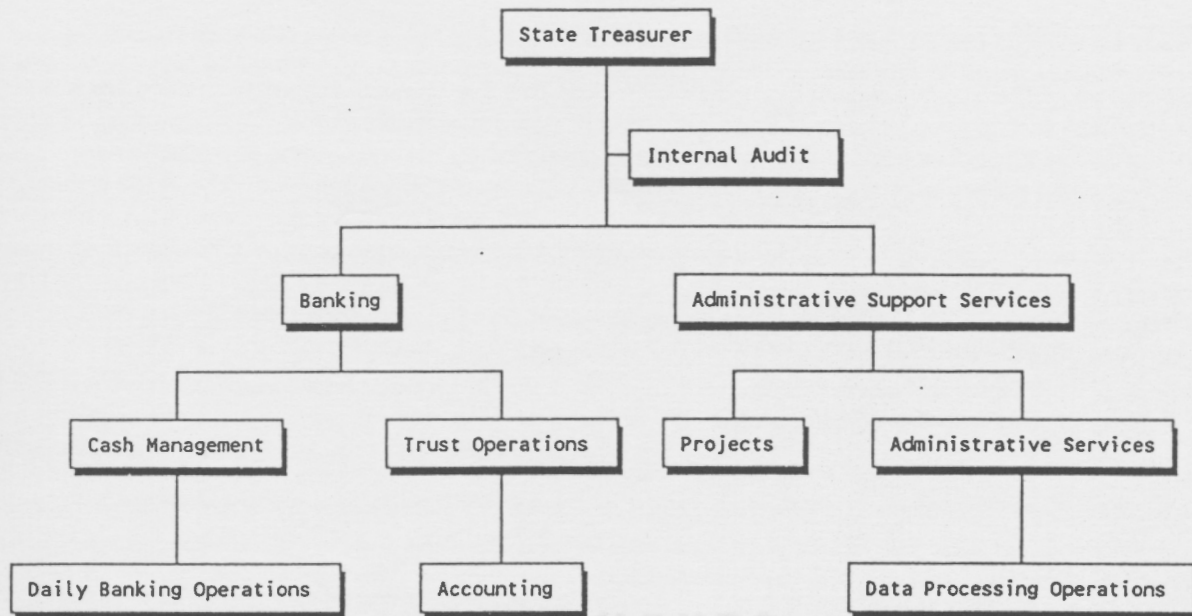 State Treasurer
Internal Audit
Banking
Administrative Support Services
Cash Management
Trust Operations
Projects
Administrative Services
Daily Banking Operations
Accounting
Data Processing Operations